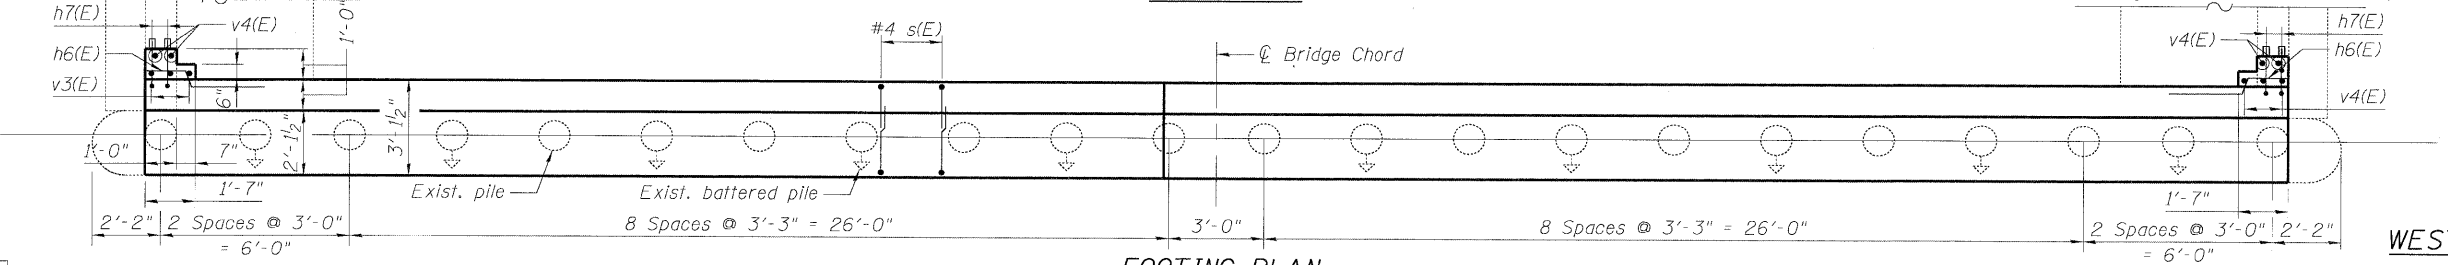 h7(E)
v4(E)
1'-0"
#4 s(E)
h7(E)
v4(E)
h6(E)
h6(E)
℄ Bridge Chord
v3(E)
6"
v4(E)
2'-1½"
3'-1½"
1'-0"
7"
1'-7"
Exist. pile
Exist. battered pile
1'-7"
2'-2"
2 Spaces @ 3'-0"
= 6'-0"
8 Spaces @ 3'-3" = 26'-0"
3'-0"
8 Spaces @ 3'-3" = 26'-0"
2 Spaces @ 3'-0"
= 6'-0"
2'-2"
WES
FOOTING PLAN